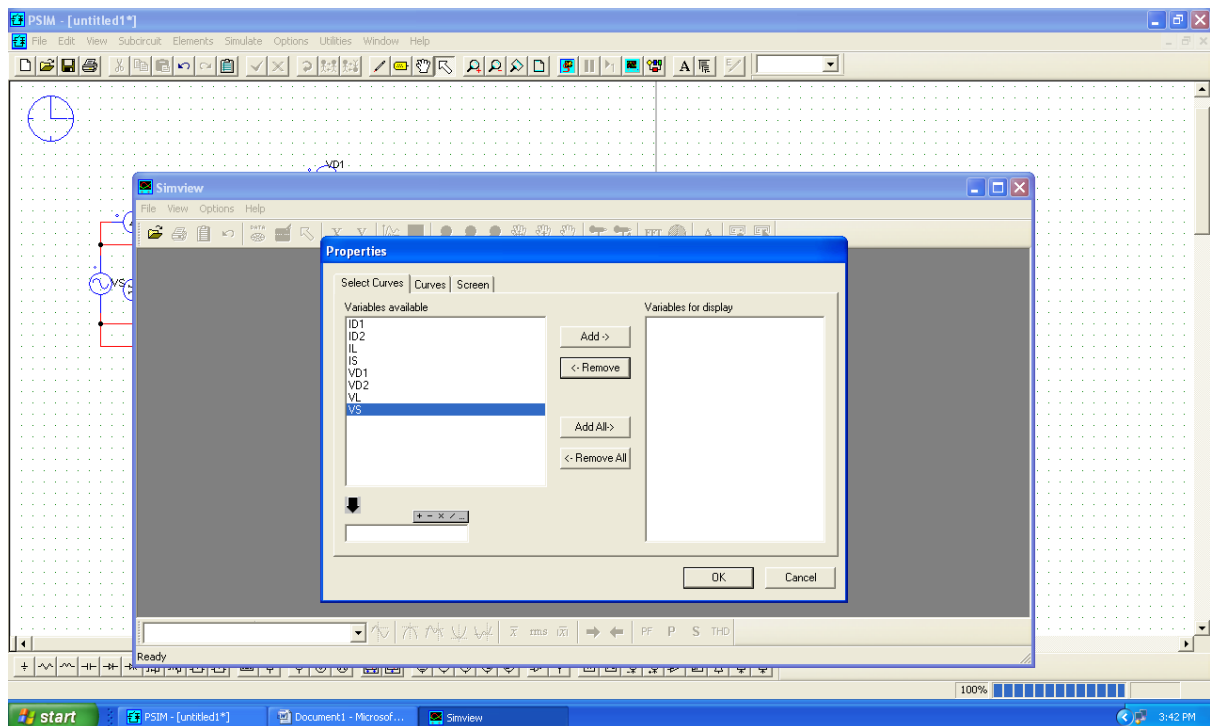 PSIM - [untitled1*]
File Edit View Subcircuit Elements Simulate Options Utilities Window Help
VD1
VS
Simview
File View Options Help
DATA
X Y FFT A
Properties
Select Curves Curves Screen
Variables available
Variables for display
ID1
ID2
IL
IS
VD1
VD2
VL
VS
Add ->
<- Remove
Add All->
<- Remove All
+ - × / ...
OK Cancel
x rms |x| PF P S THD
Ready
100%
start PSIM - [untitled1*] Document1 - Microsof... Simview 3:42 PM